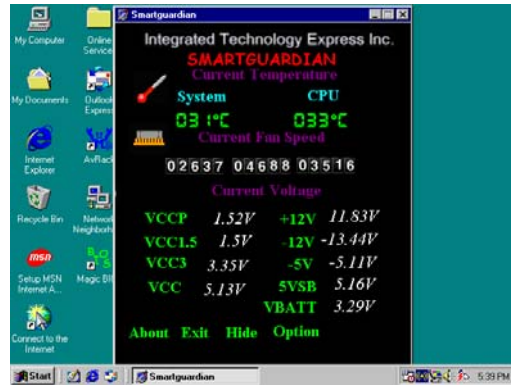 My Computer
Online
Service
My Documents
Outlook
Express
Internet
Explorer
AvRack
Recycle Bin
Network
Neighborh
msn
Setup MSN
Internet A...
Connect to the
Internet
Smartguardian
Integrated Technology Express Inc.
SMARTGUARDIAN
Current Temperature
System CPU
031°C 033°C
Current Fan Speed
02637 04688 03516
Current Voltage
VCCP 1.52V +12V 11.83V
VCC1.5 1.5V -12V -13.44V
VCC3 3.35V -5V -5.11V
VCC 5.13V 5VSB 5.16V
VBATT 3.29V
About Exit Hide Option
Start Smartguardian 5:39 PM